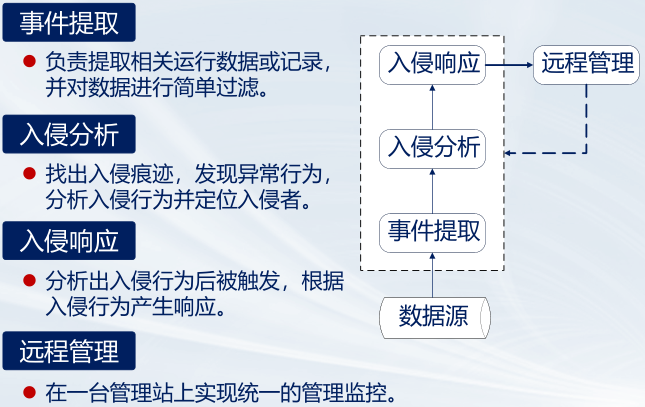 事件提取
负责提取相关运行数据或记录，
并对数据进行简单过滤。
入侵分析
找出入侵痕迹，发现异常行为，
分析入侵行为并定位入侵者。
入侵响应
分析出入侵行为后被触发，根据
入侵行为产生响应。
远程管理
在一台管理站上实现统一的管理监控。
入侵响应
远程管理
入侵分析
事件提取
数据源